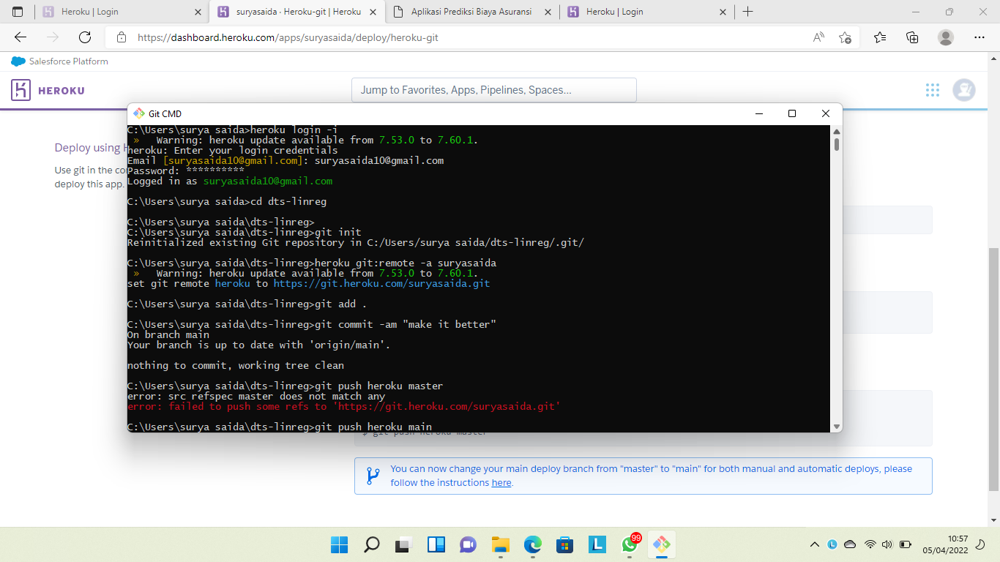 Heroku | Login
suryasaida · Heroku-git | Heroku
Aplikasi Prediksi Biaya Asuransi
Heroku | Login
https://dashboard.heroku.com/apps/suryasaida/deploy/heroku-git
Salesforce Platform
HEROKU
Jump to Favorites, Apps, Pipelines, Spaces...
Deploy using
Use git in the
deploy this app.
Git CMD
C:\Users\surya saida>heroku login -i
» Warning: heroku update available from 7.53.0 to 7.60.1.
heroku: Enter your login credentials
Email [suryasaida10@gmail.com]: suryasaida10@gmail.com
Password: **********
Logged in as suryasaida10@gmail.com
C:\Users\surya saida>cd dts-linreg
C:\Users\surya saida\dts-linreg>
C:\Users\surya saida\dts-linreg>git init
Reinitialized existing Git repository in C:/Users/surya saida/dts-linreg/.git/
C:\Users\surya saida\dts-linreg>heroku git:remote -a suryasaida
» Warning: heroku update available from 7.53.0 to 7.60.1.
set git remote heroku to https://git.heroku.com/suryasaida.git
C:\Users\surya saida\dts-linreg>git add .
C:\Users\surya saida\dts-linreg>git commit -am "make it better"
On branch main
Your branch is up to date with 'origin/main'.
nothing to commit, working tree clean
C:\Users\surya saida\dts-linreg>git push heroku master
error: src refspec master does not match any
error: failed to push some refs to 'https://git.heroku.com/suryasaida.git'
C:\Users\surya saida\dts-linreg>git push heroku main
$ git push heroku master
You can now change your main deploy branch from "master" to "main" for both manual and automatic deploys, please
follow the instructions here.
99
10:57
05/04/2022